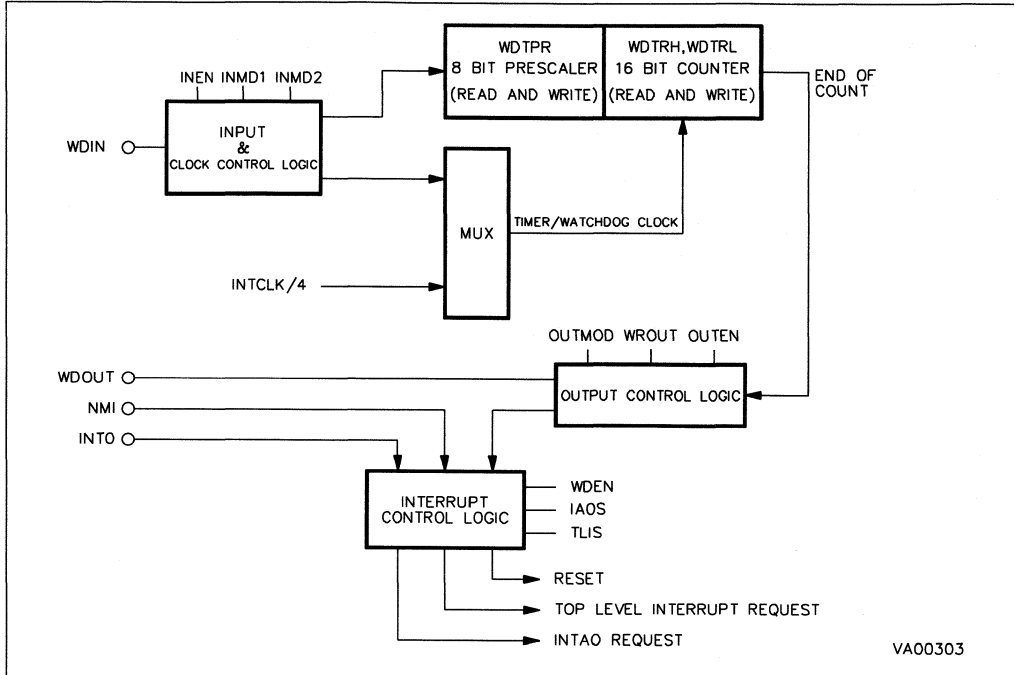 WDTPR
8 BIT PRESCALER
(READ AND WRITE)
WDTRH,WDTRL
16 BIT COUNTER
(READ AND WRITE)
END OF
COUNT
INEN INMD1 INMD2
INPUT
&
CLOCK CONTROL LOGIC
WDIN
MUX
TIMER/WATCHDOG CLOCK
INTCLK/4
OUTMOD WROUT OUTEN
OUTPUT CONTROL LOGIC
WDOUT
NMI
INT0
INTERRUPT
CONTROL LOGIC
WDEN
IA0S
TLIS
RESET
TOP LEVEL INTERRUPT REQUEST
INTA0 REQUEST
VA00303